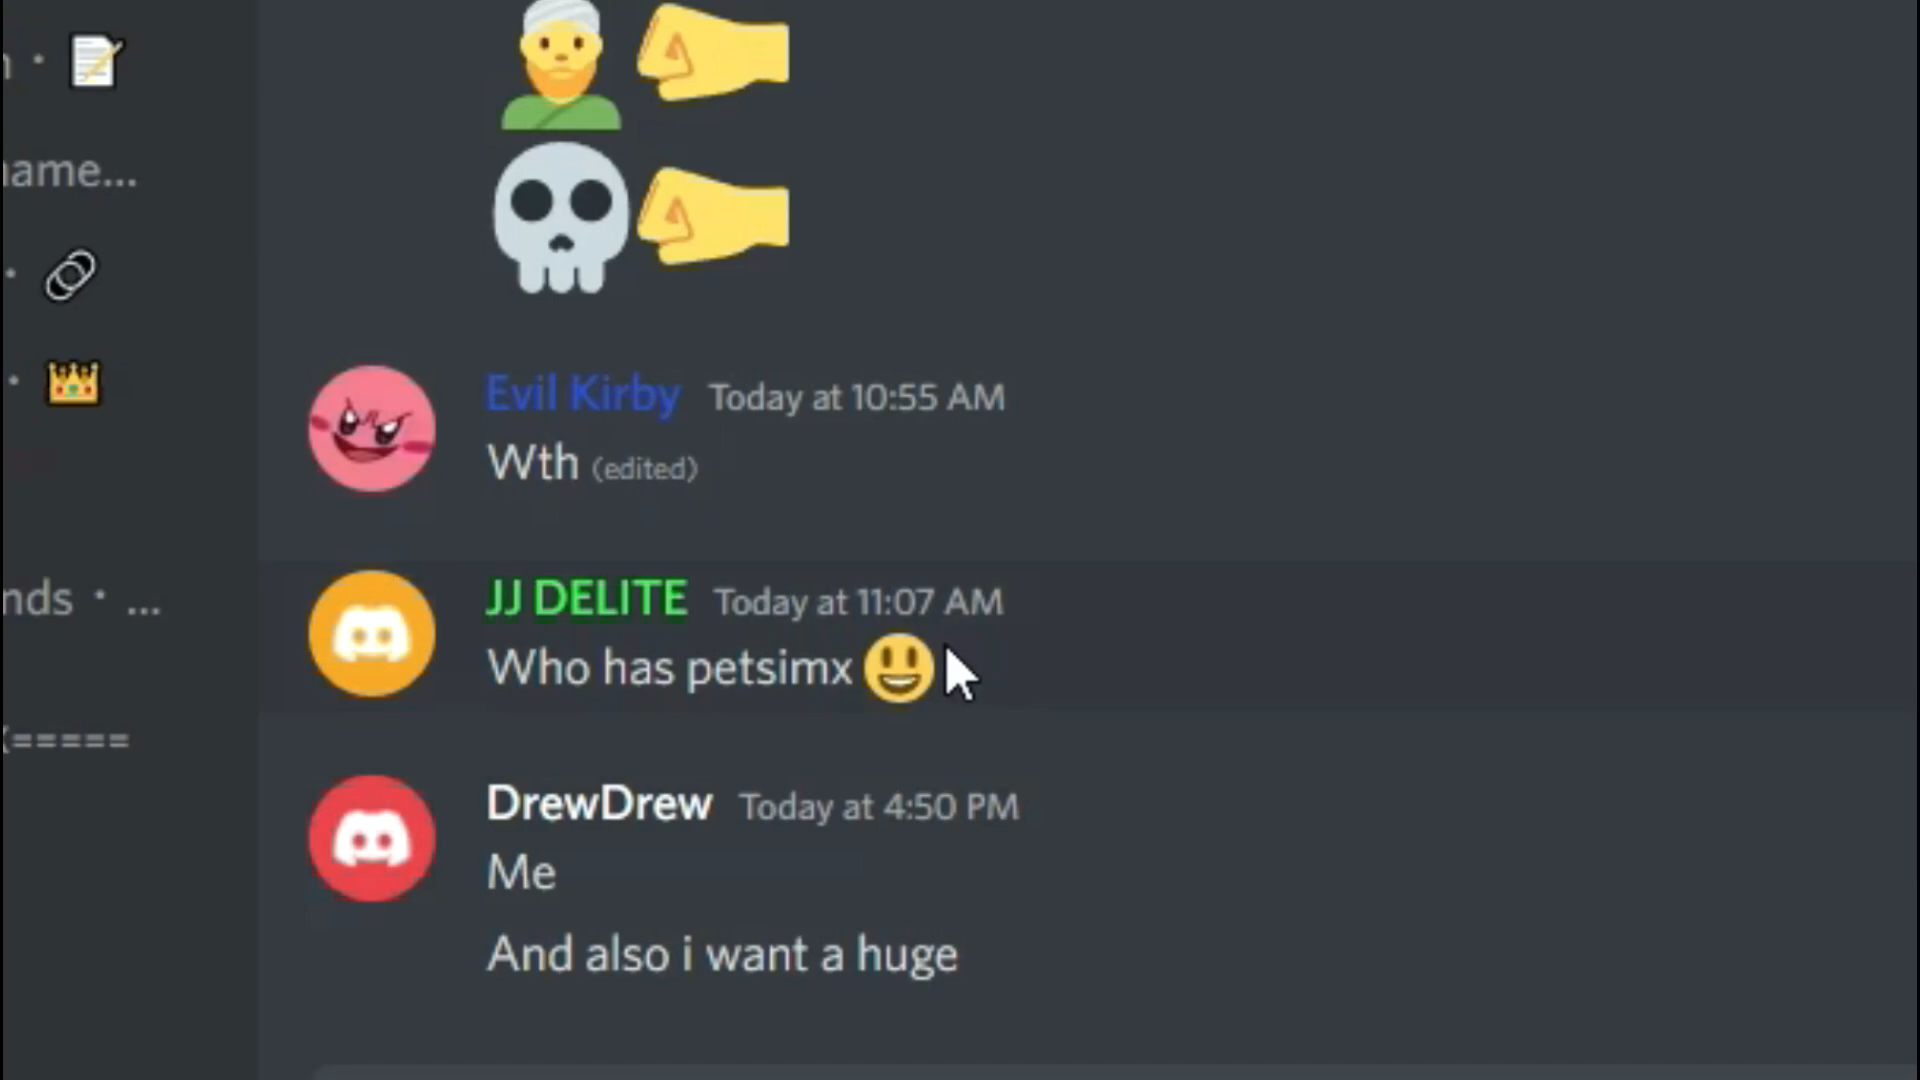 name...
nds · ...
=====
Evil Kirby Today at 10:55 AM
Wth (edited)
JJ DELITE Today at 11:07 AM
Who has petsimx 😃
DrewDrew Today at 4:50 PM
Me
And also i want a huge